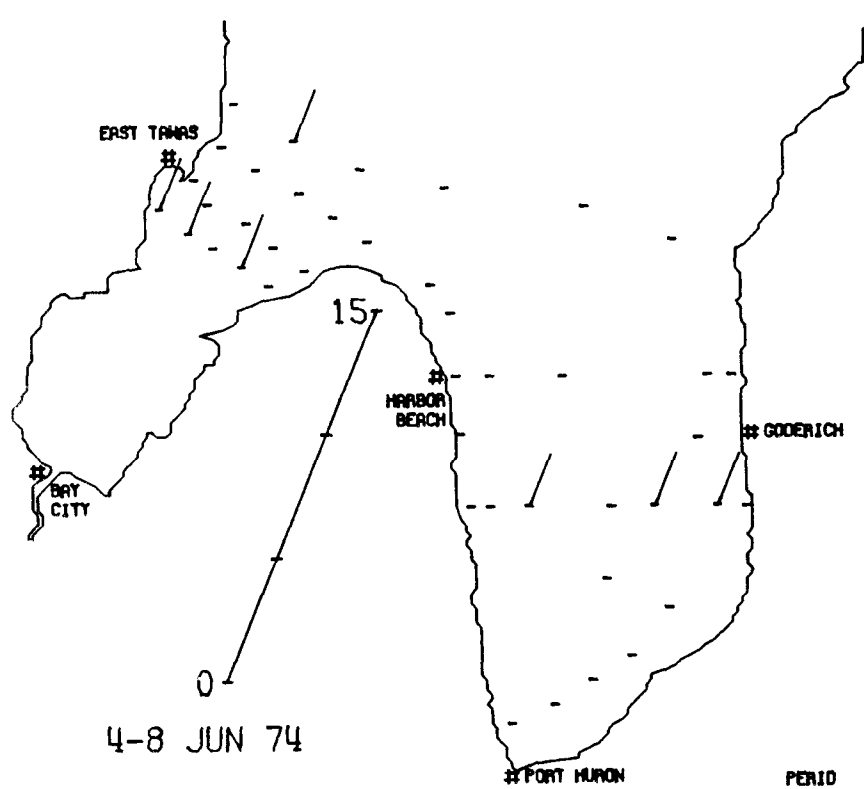 EAST TAWAS
#
15
#
HARBOR
BEACH
# GODERICH
#
BAY
CITY
0
4-8 JUN 74
# PORT HURON
PERID